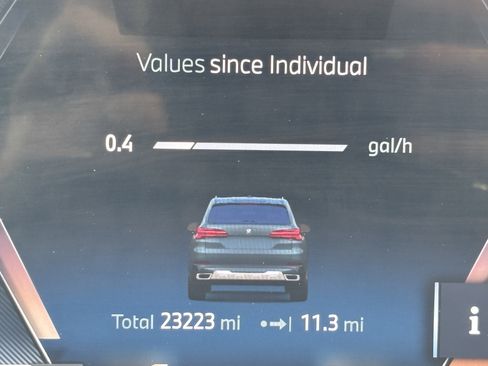 Values since Individual
0.4 gal/h
Total 23223 mi 11.3 mi
i